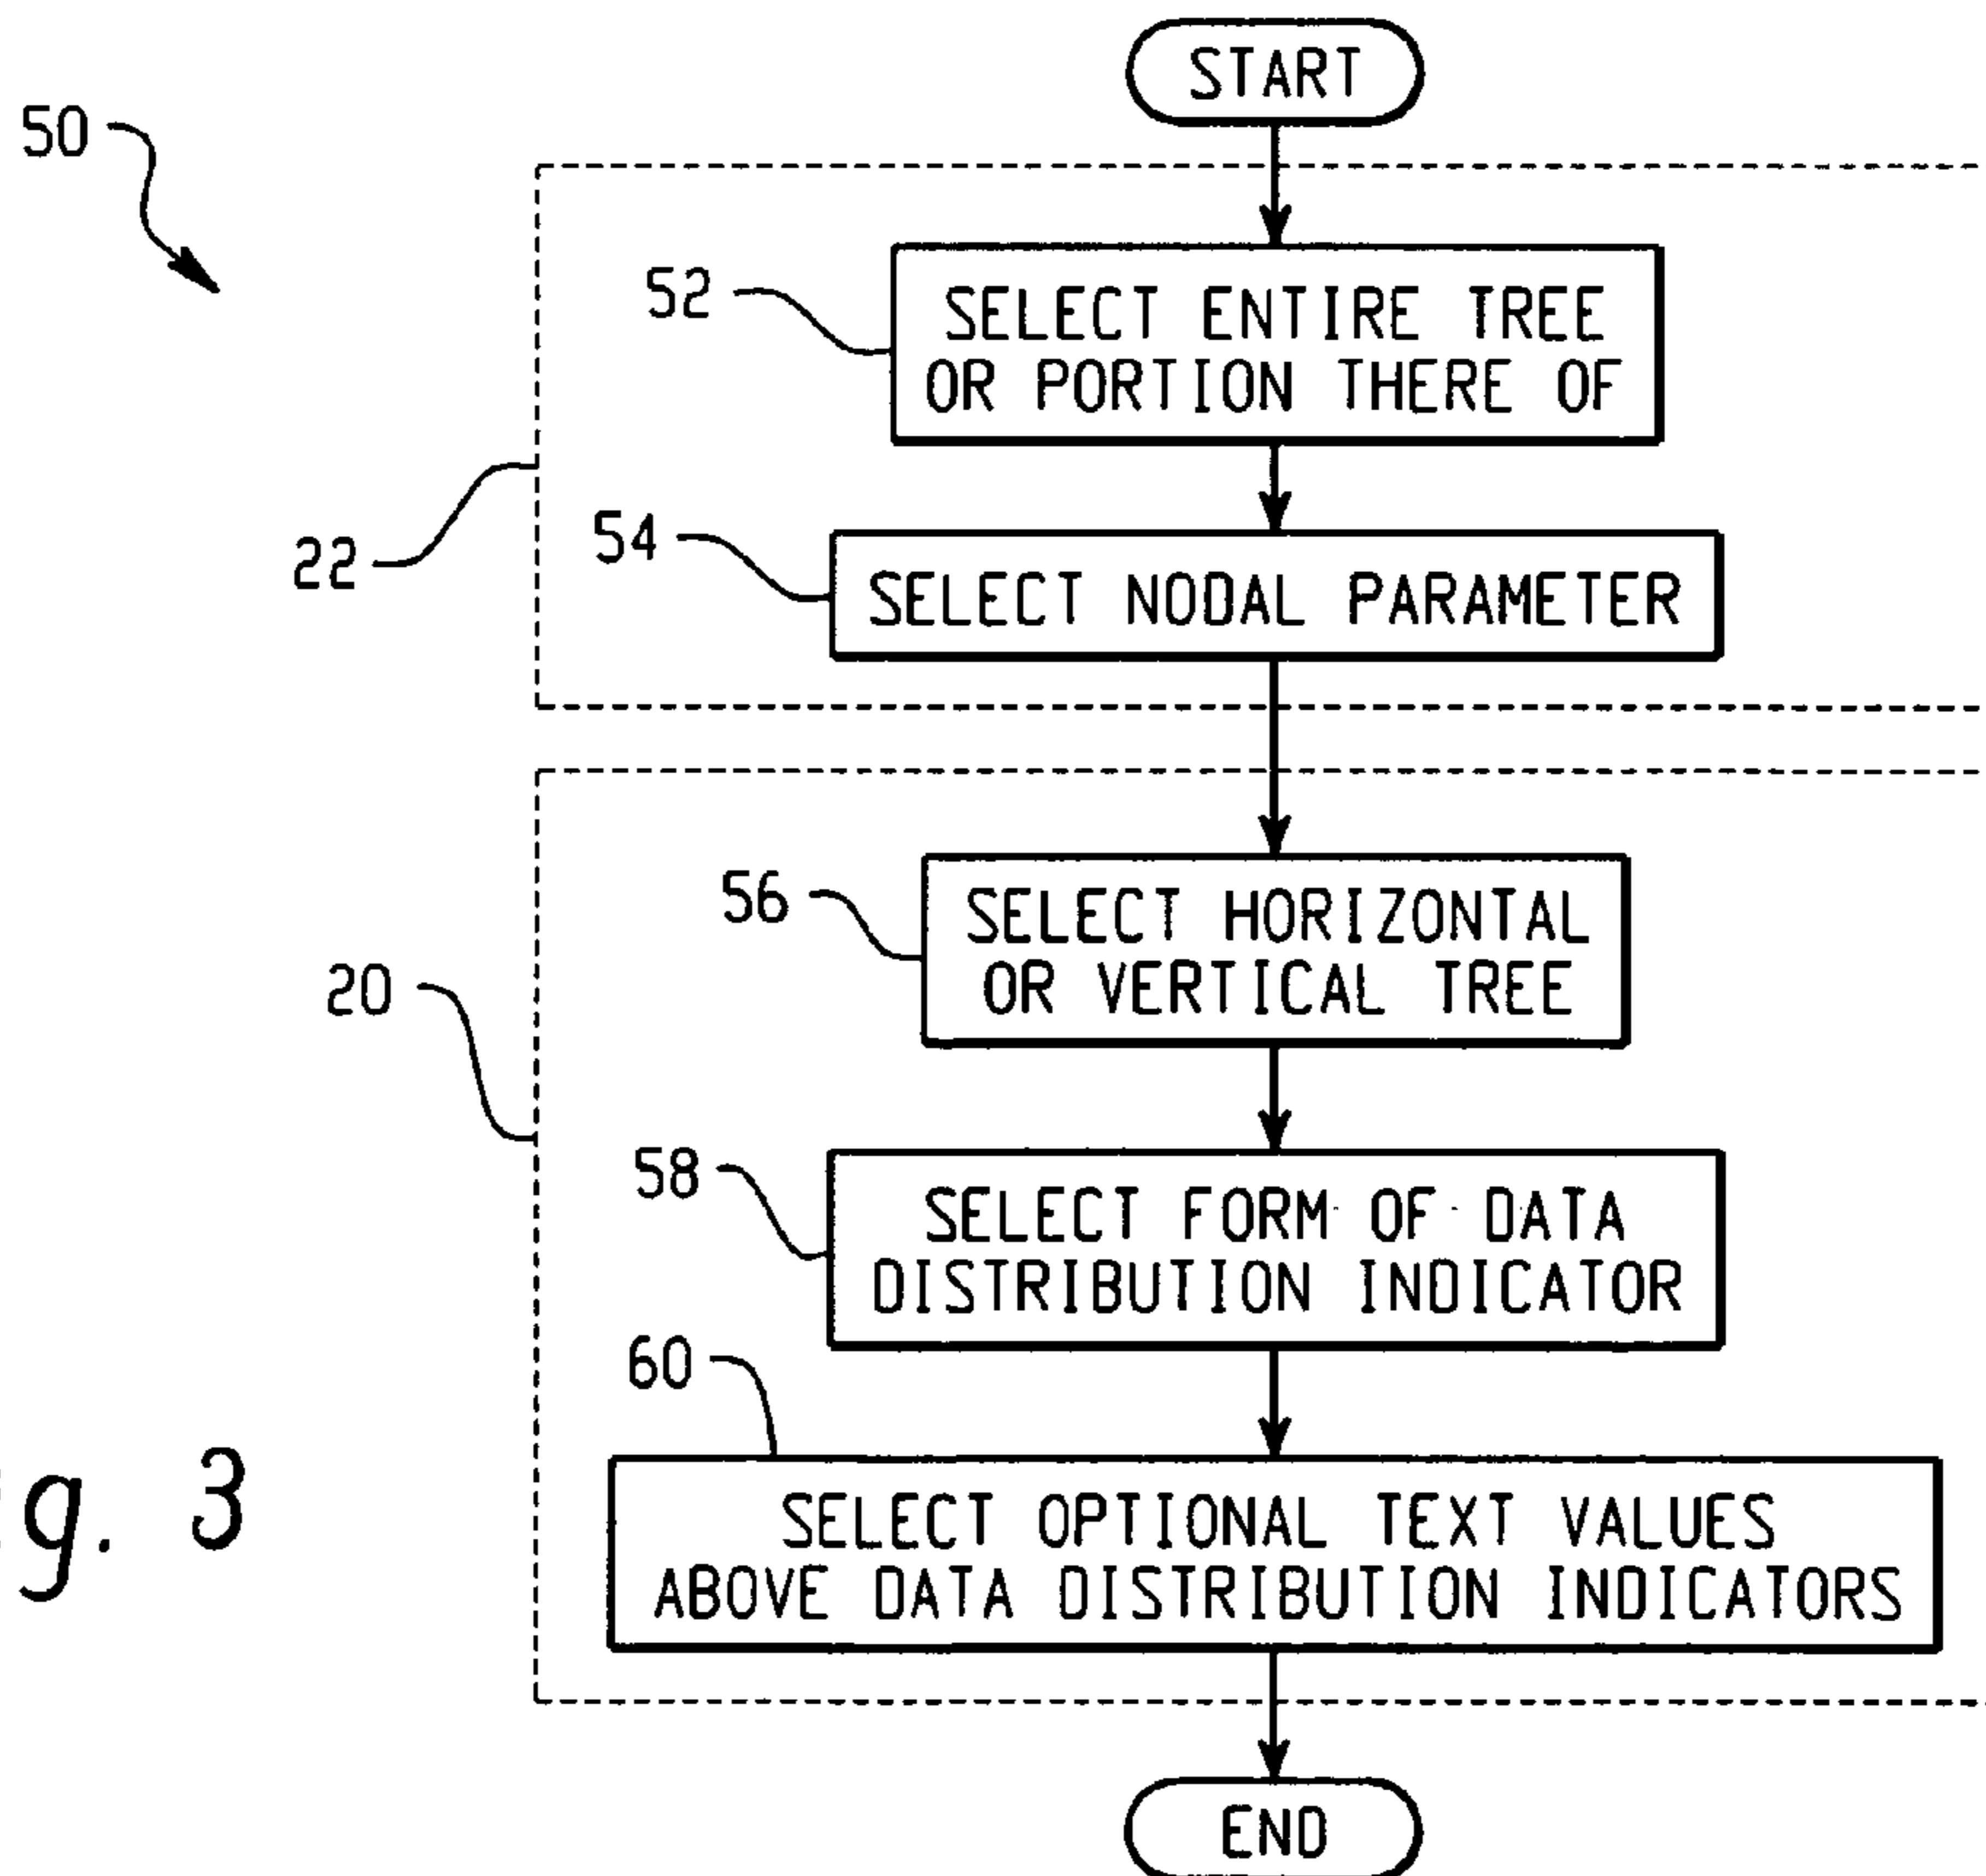 START
50
52
SELECT ENTIRE TREE
OR PORTION THERE OF
54
SELECT NODAL PARAMETER
22
56
SELECT HORIZONTAL
OR VERTICAL TREE
20
58
SELECT FORM OF DATA
DISTRIBUTION INDICATOR
60
SELECT OPTIONAL TEXT VALUES
ABOVE DATA DISTRIBUTION INDICATORS
g. 3
END